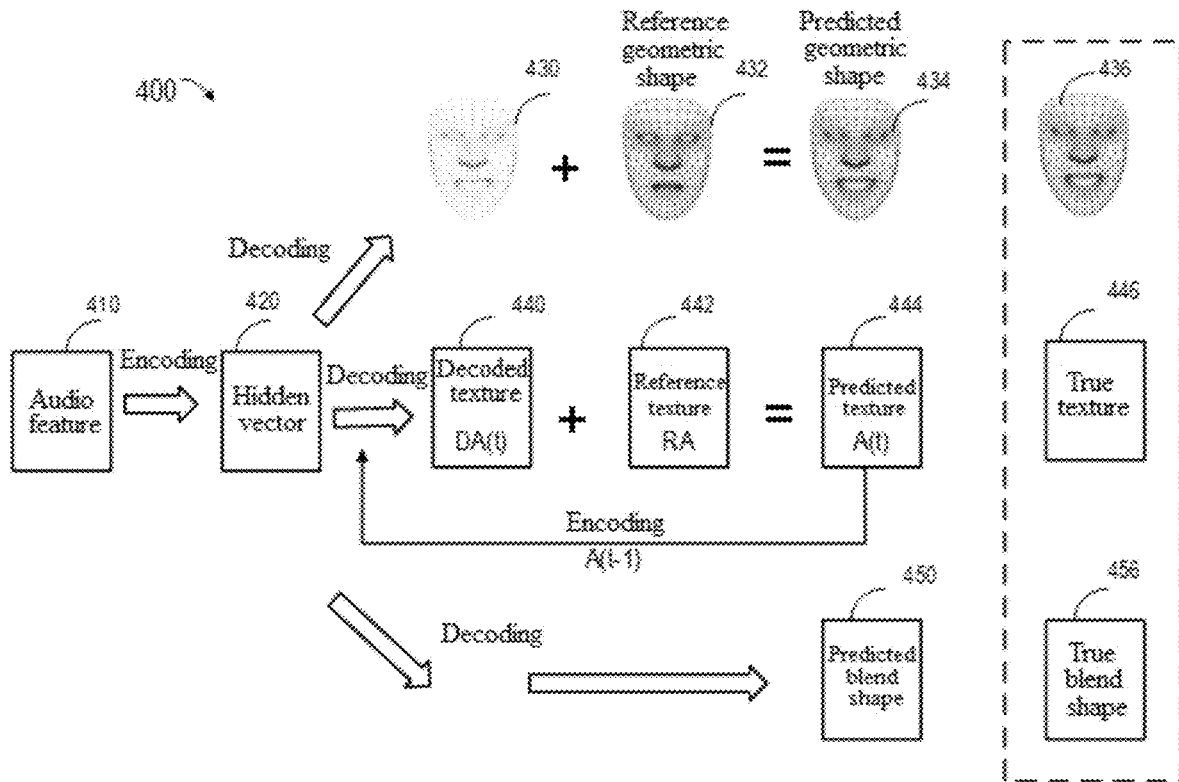 400
430
Reference
geometric
shape
432
Predicted
geometric
shape
434
436
+
=
Decoding
410
Audio
feature
Encoding
420
Hidden
vector
Decoding
440
Decoded
texture
DA(t)
+
442
Reference
texture
RA
=
444
Predicted
texture
A(t)
446
True
texture
Encoding
A(t-1)
Decoding
450
Predicted
blend
shape
456
True
blend
shape